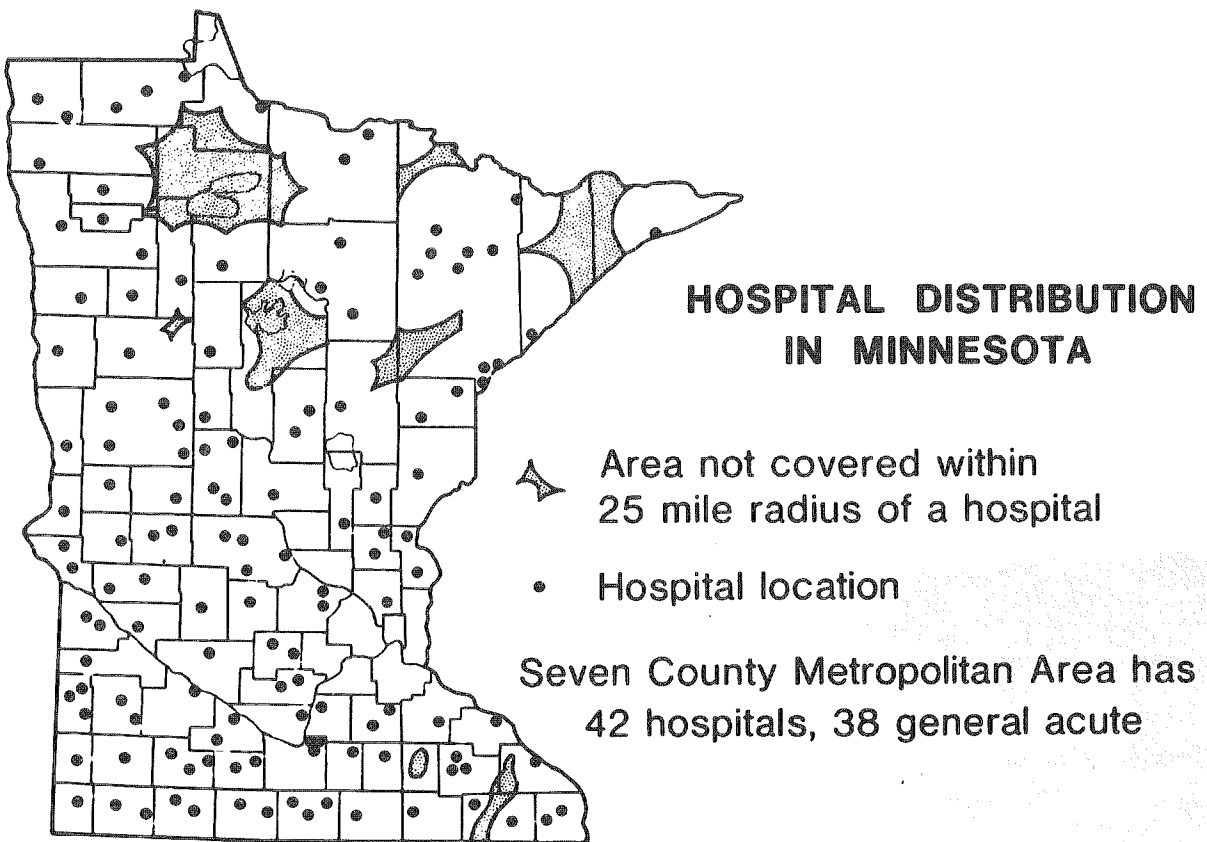 HOSPITAL DISTRIBUTION
IN MINNESOTA
Area not covered within
25 mile radius of a hospital
Hospital location
Seven County Metropolitan Area has
42 hospitals, 38 general acute